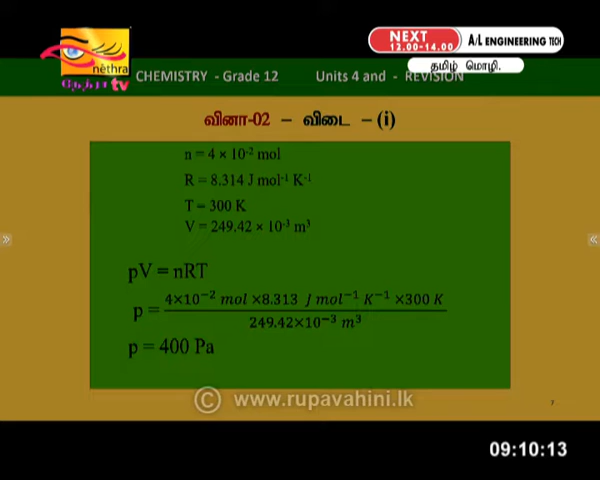 NEXT
12.00-14.00
A/L ENGINEERING TECH
தமிழ் மொழி.
nēthra
நேத்ரா tv
CHEMISTRY - Grade 12 Units 4 and - REVISION
வினா-02 – விடை – (i)
n = 4 × 10⁻² mol
R = 8.314 J mol⁻¹ K⁻¹
T = 300 K
V = 249.42 × 10⁻³ m³
pV = nRT
p = 4×10⁻² mol ×8.313 J mol⁻¹ K⁻¹ ×300 K
249.42×10⁻³ m³
p = 400 Pa
© www.rupavahini.lk
7
09:10:13